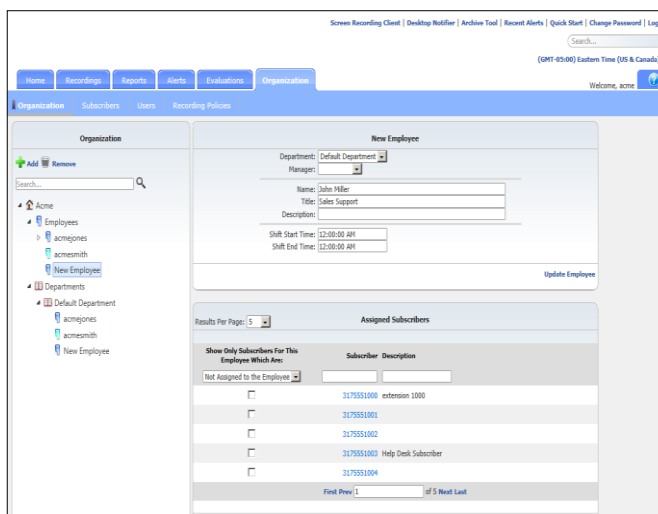 Screen Recording Client | Desktop Notifier | Archive Tool | Recent Alerts | Quick Start | Change Password | Log
Search...
(GMT-05:00) Eastern Time (US & Canada)
Home Recordings Reports Alerts Evaluations Organization
Welcome, acme
Organization Subscribers Users Recording Policies
Organization
Add Remove
Search...
Acme
Employees
acmejones
acmesmith
New Employee
Departments
Default Department
acmejones
acmesmith
New Employee
New Employee
Department: Default Department
Manager:
Name: John Miller
Title: Sales Support
Description:
Shift Start Time: 12:00:00 AM
Shift End Time: 12:00:00 AM
Update Employee
Results Per Page: 5 Assigned Subscribers
Show Only Subscribers For This
Employee Which Are: Subscriber Description
Not Assigned to the Employee
3175551000 extension 1000
3175551001
3175551002
3175551003 Help Desk Subscriber
3175551004
First Prev 1 of 5 Next Last